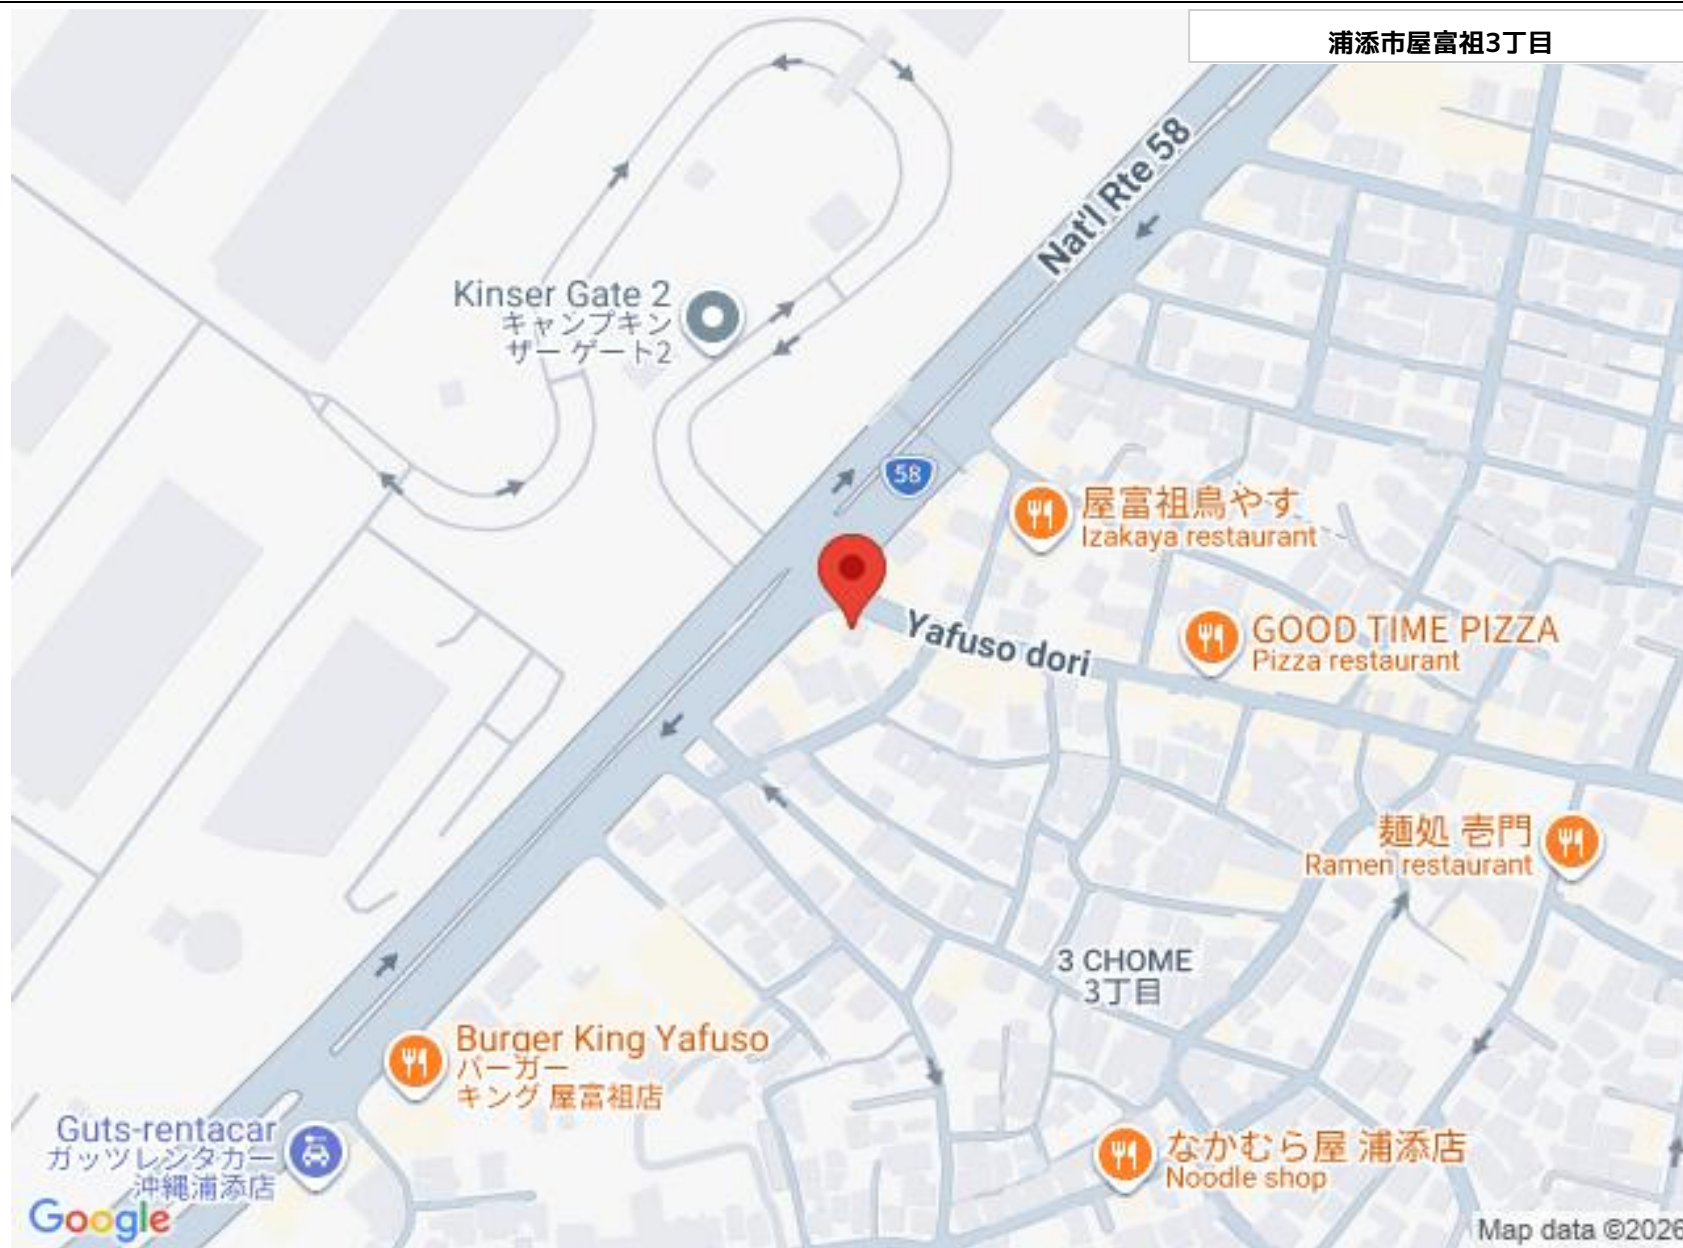 浦添市屋富祖3丁目
Nat'l Rte 58
Kinser Gate 2
キャンプキン
ザー ゲート2
58
屋富祖鳥やす
Izakaya restaurant
Yafuso dori
GOOD TIME PIZZA
Pizza restaurant
麺処 壱門
Ramen restaurant
3 CHOME
3丁目
Burger King Yafuso
バーガー
キング 屋富祖店
Guts-rentacar
ガッツレンタカー
沖縄浦添店
なかむら屋 浦添店
Noodle shop
Google
Map data ©2026